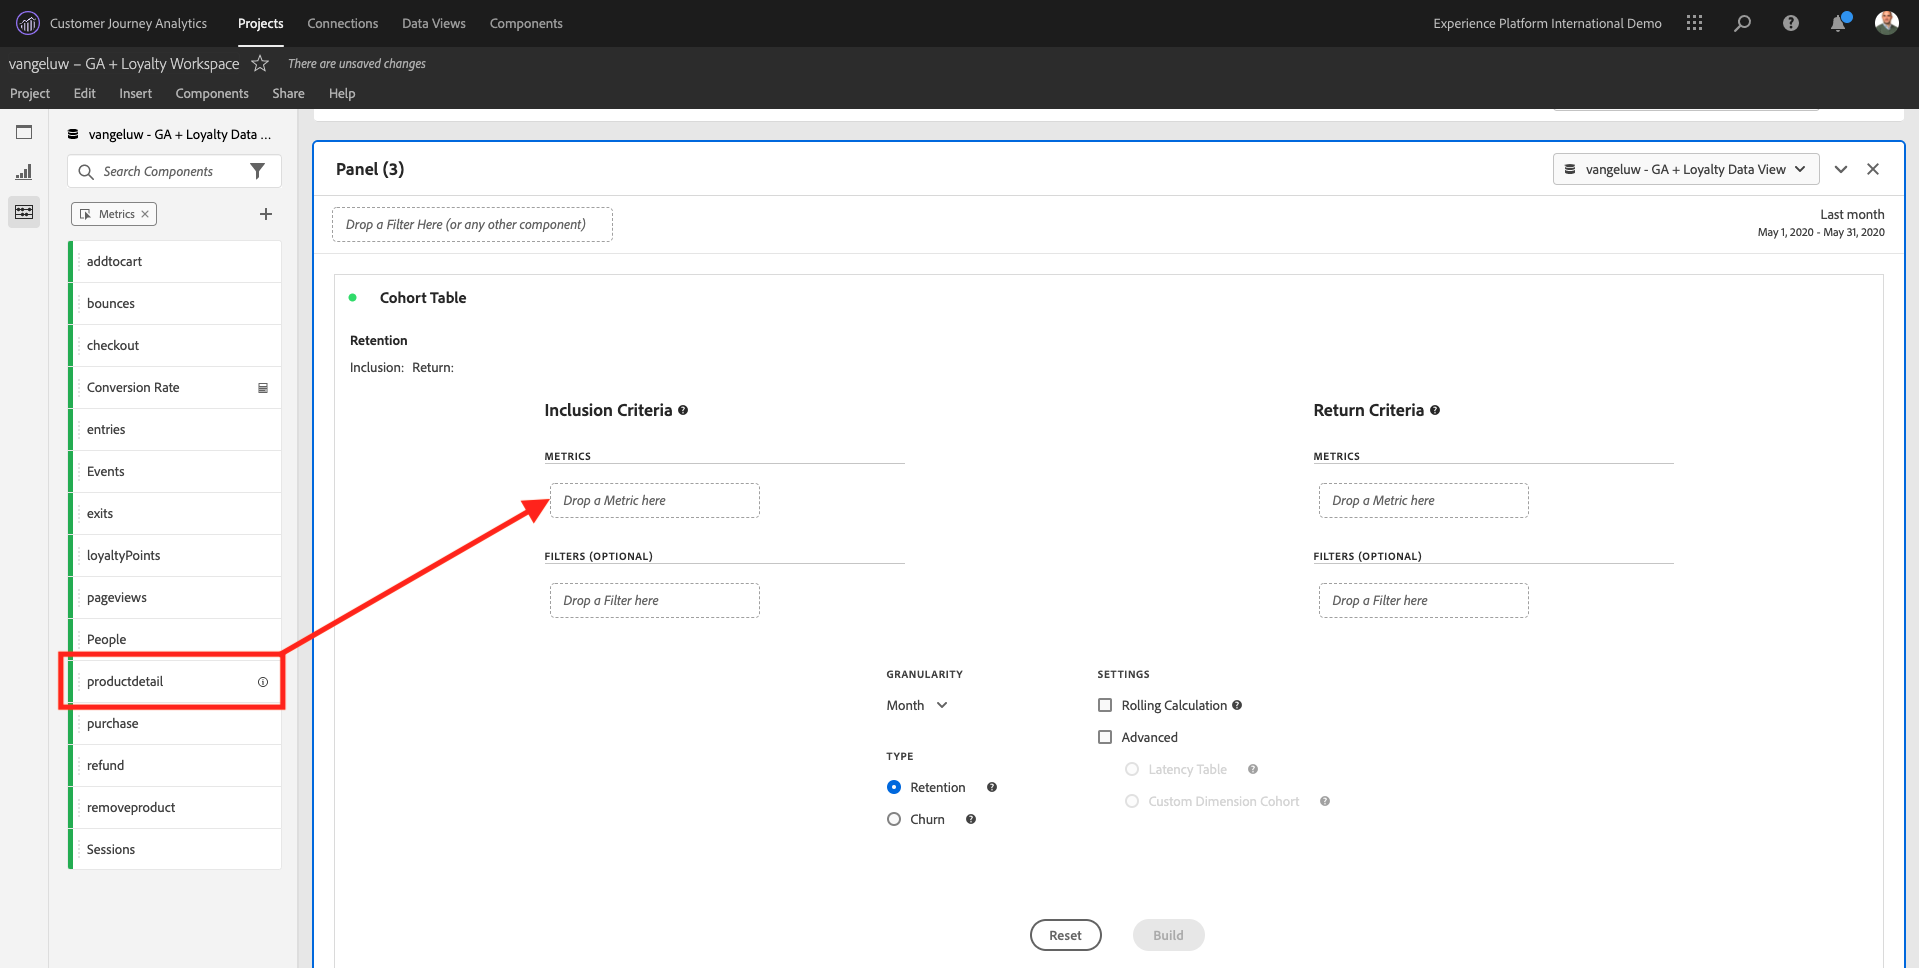 Customer Journey Analytics Projects Connections Data Views Components Experience Platform International Demo
vangeluw – GA + Loyalty Workspace There are unsaved changes
Project Edit Insert Components Share Help
vangeluw - GA + Loyalty Data ...
Search Components
Metrics
addtocart
bounces
checkout
Conversion Rate
entries
Events
exits
loyaltyPoints
pageviews
People
productdetail
purchase
refund
removeproduct
Sessions
Panel (3) vangeluw - GA + Loyalty Data View
Drop a Filter Here (or any other component) Last month
May 1, 2020 - May 31, 2020
Cohort Table
Retention
Inclusion: Return:
Inclusion Criteria Return Criteria
METRICS METRICS
Drop a Metric here Drop a Metric here
FILTERS (OPTIONAL) FILTERS (OPTIONAL)
Drop a Filter here Drop a Filter here
GRANULARITY SETTINGS
Month Rolling Calculation
Advanced
TYPE
Latency Table
Retention
Custom Dimension Cohort
Churn
Reset Build